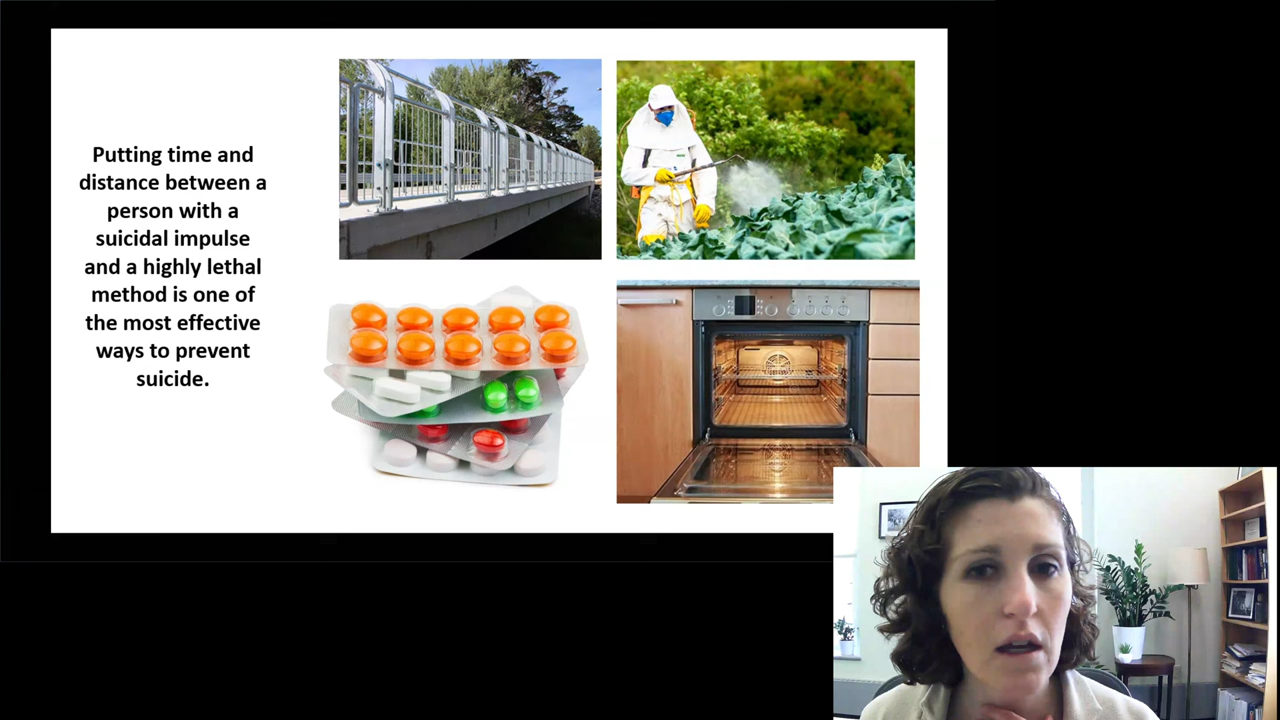 Putting time and
distance between a
person with a
suicidal impulse
and a highly lethal
method is one of
the most effective
ways to prevent
suicide.